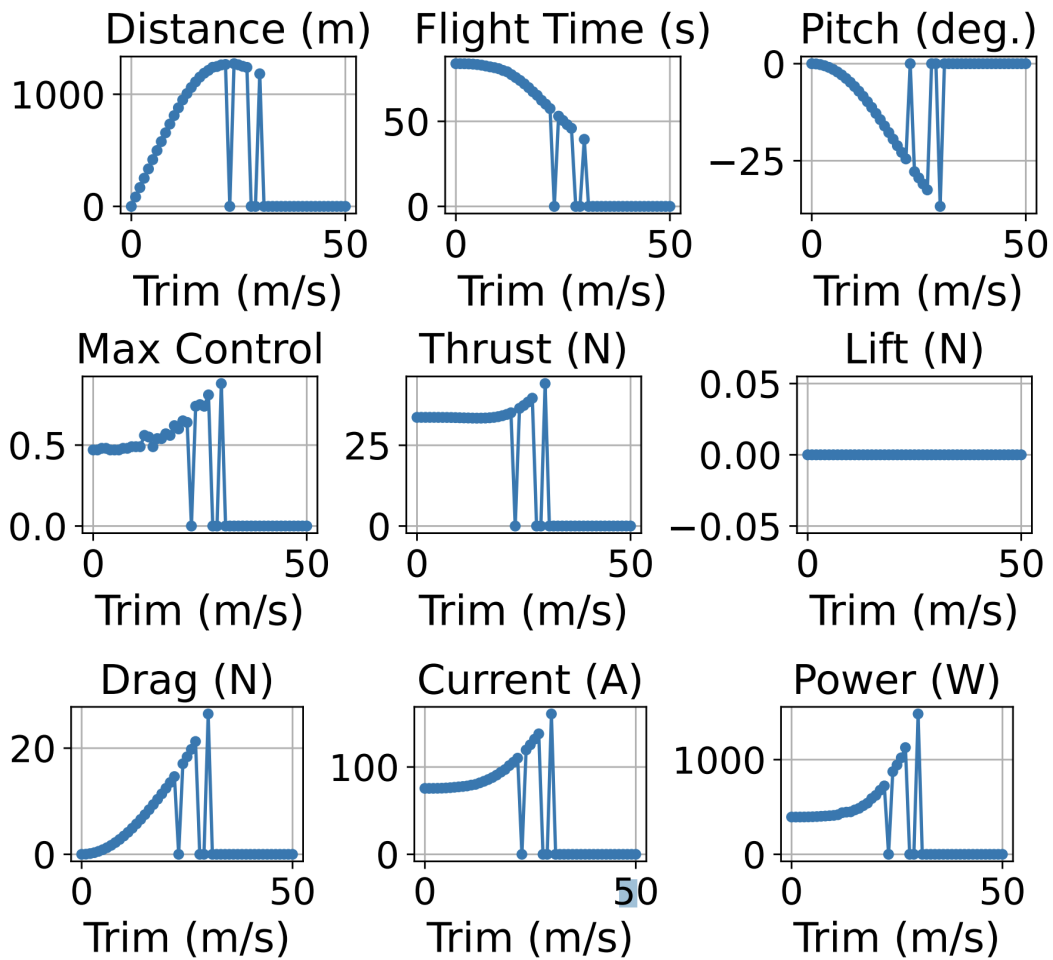 Distance (m)
Flight Time (s)
Pitch (deg.)
1000
0
0
50
Trim (m/s)
50
0
0
50
Trim (m/s)
0
−25
0
50
Trim (m/s)
Max Control
Thrust (N)
Lift (N)
0.5
0.0
0
50
Trim (m/s)
25
0
0
50
Trim (m/s)
0.05
0.00
−0.05
0
50
Trim (m/s)
Drag (N)
Current (A)
Power (W)
20
0
0
50
Trim (m/s)
100
0
0
50
Trim (m/s)
1000
0
0
50
Trim (m/s)